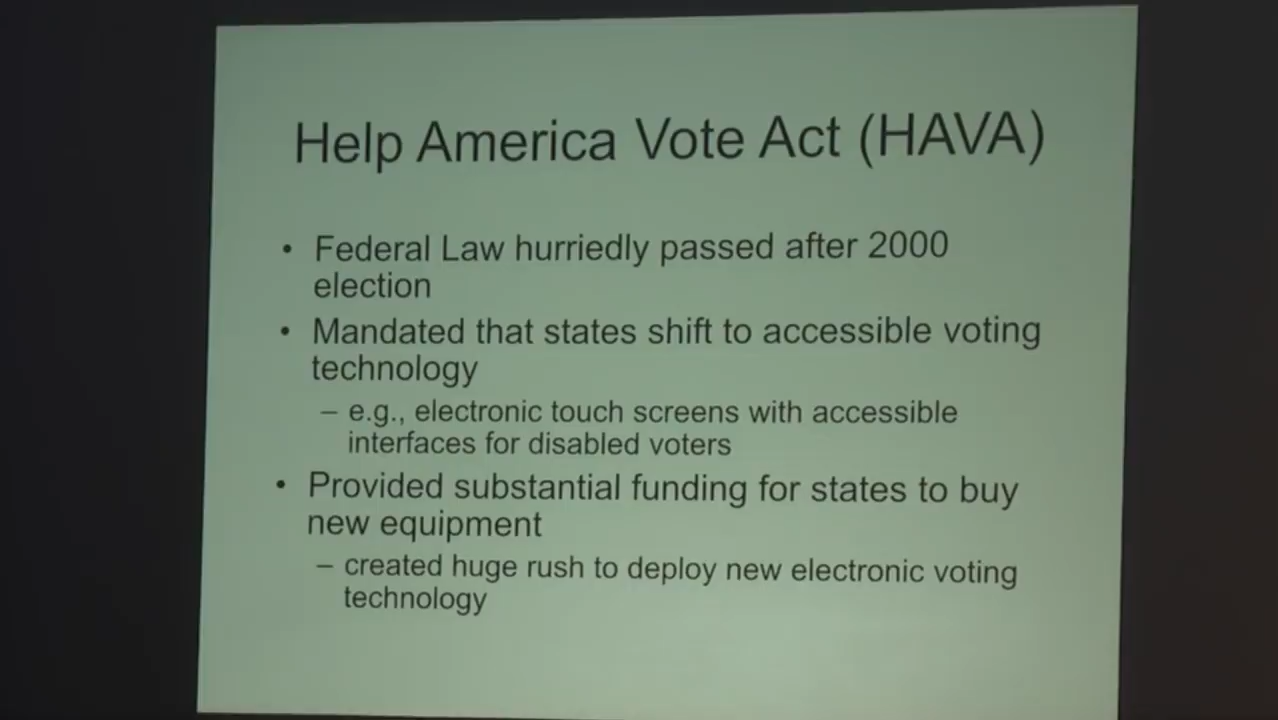 Help America Vote Act (HAVA)
• Federal Law hurriedly passed after 2000
election
• Mandated that states shift to accessible voting
technology
– e.g., electronic touch screens with accessible
interfaces for disabled voters
• Provided substantial funding for states to buy
new equipment
– created huge rush to deploy new electronic voting
technology